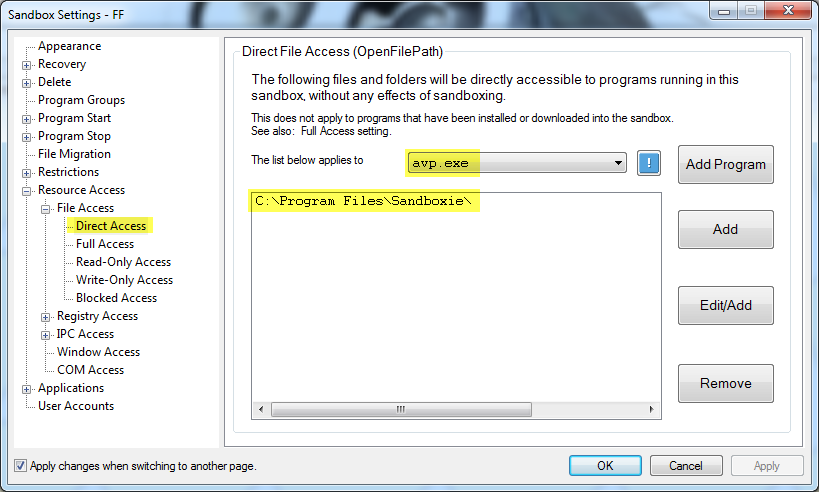 Sandbox Settings - FF
Appearance
Recovery
Delete
Program Groups
Program Start
Program Stop
File Migration
Restrictions
Resource Access
File Access
Direct Access
Full Access
Read-Only Access
Write-Only Access
Blocked Access
Registry Access
IPC Access
Window Access
COM Access
Applications
User Accounts
Direct File Access (OpenFilePath)
The following files and folders will be directly accessible to programs running in this
sandbox, without any effects of sandboxing.
This does not apply to programs that have been installed or downloaded into the sandbox.
See also: Full Access setting.
The list below applies to
avp.exe
!
Add Program
C:\Program Files\Sandboxie\
Add
Edit/Add
Remove
Apply changes when switching to another page.
OK
Cancel
Apply